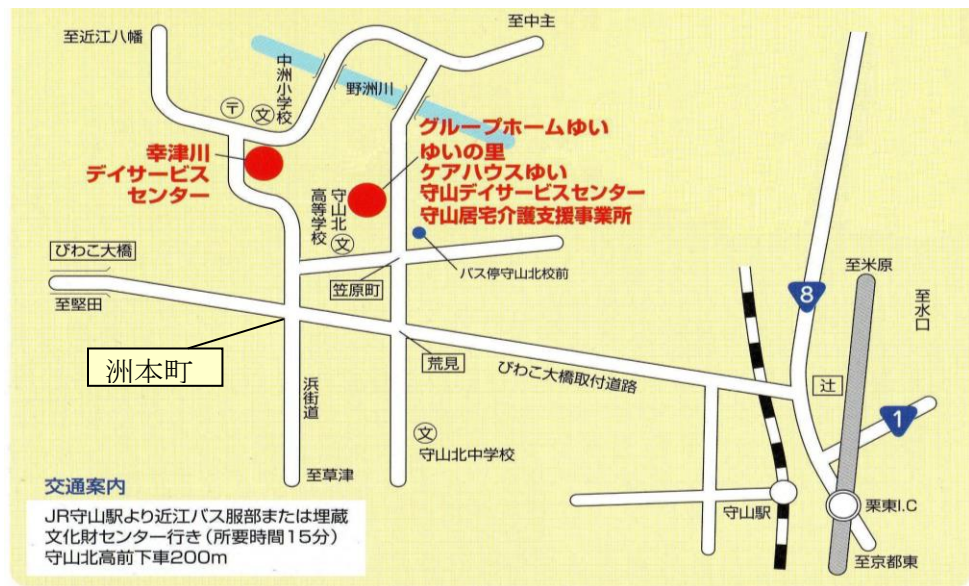 至中主
至近江八幡
中洲小学校
野洲川
〒
文
グループホームゆい
ゆいの里
ケアハウスゆい
守山デイサービスセンター
守山居宅介護支援事業所
幸津川
デイサービス
センター
守山北
高等学校
文
びわこ大橋
至堅田
笠原町
バス停守山北校前
至米原
8
至水口
洲本町
荒見
びわこ大橋取付道路
辻
浜街道
1
文
守山北中学校
至草津
守山駅
栗東I.C
至京都東
交通案内
JR守山駅より近江バス服部または埋蔵
文化財センター行き(所要時間15分)
守山北高前下車200m